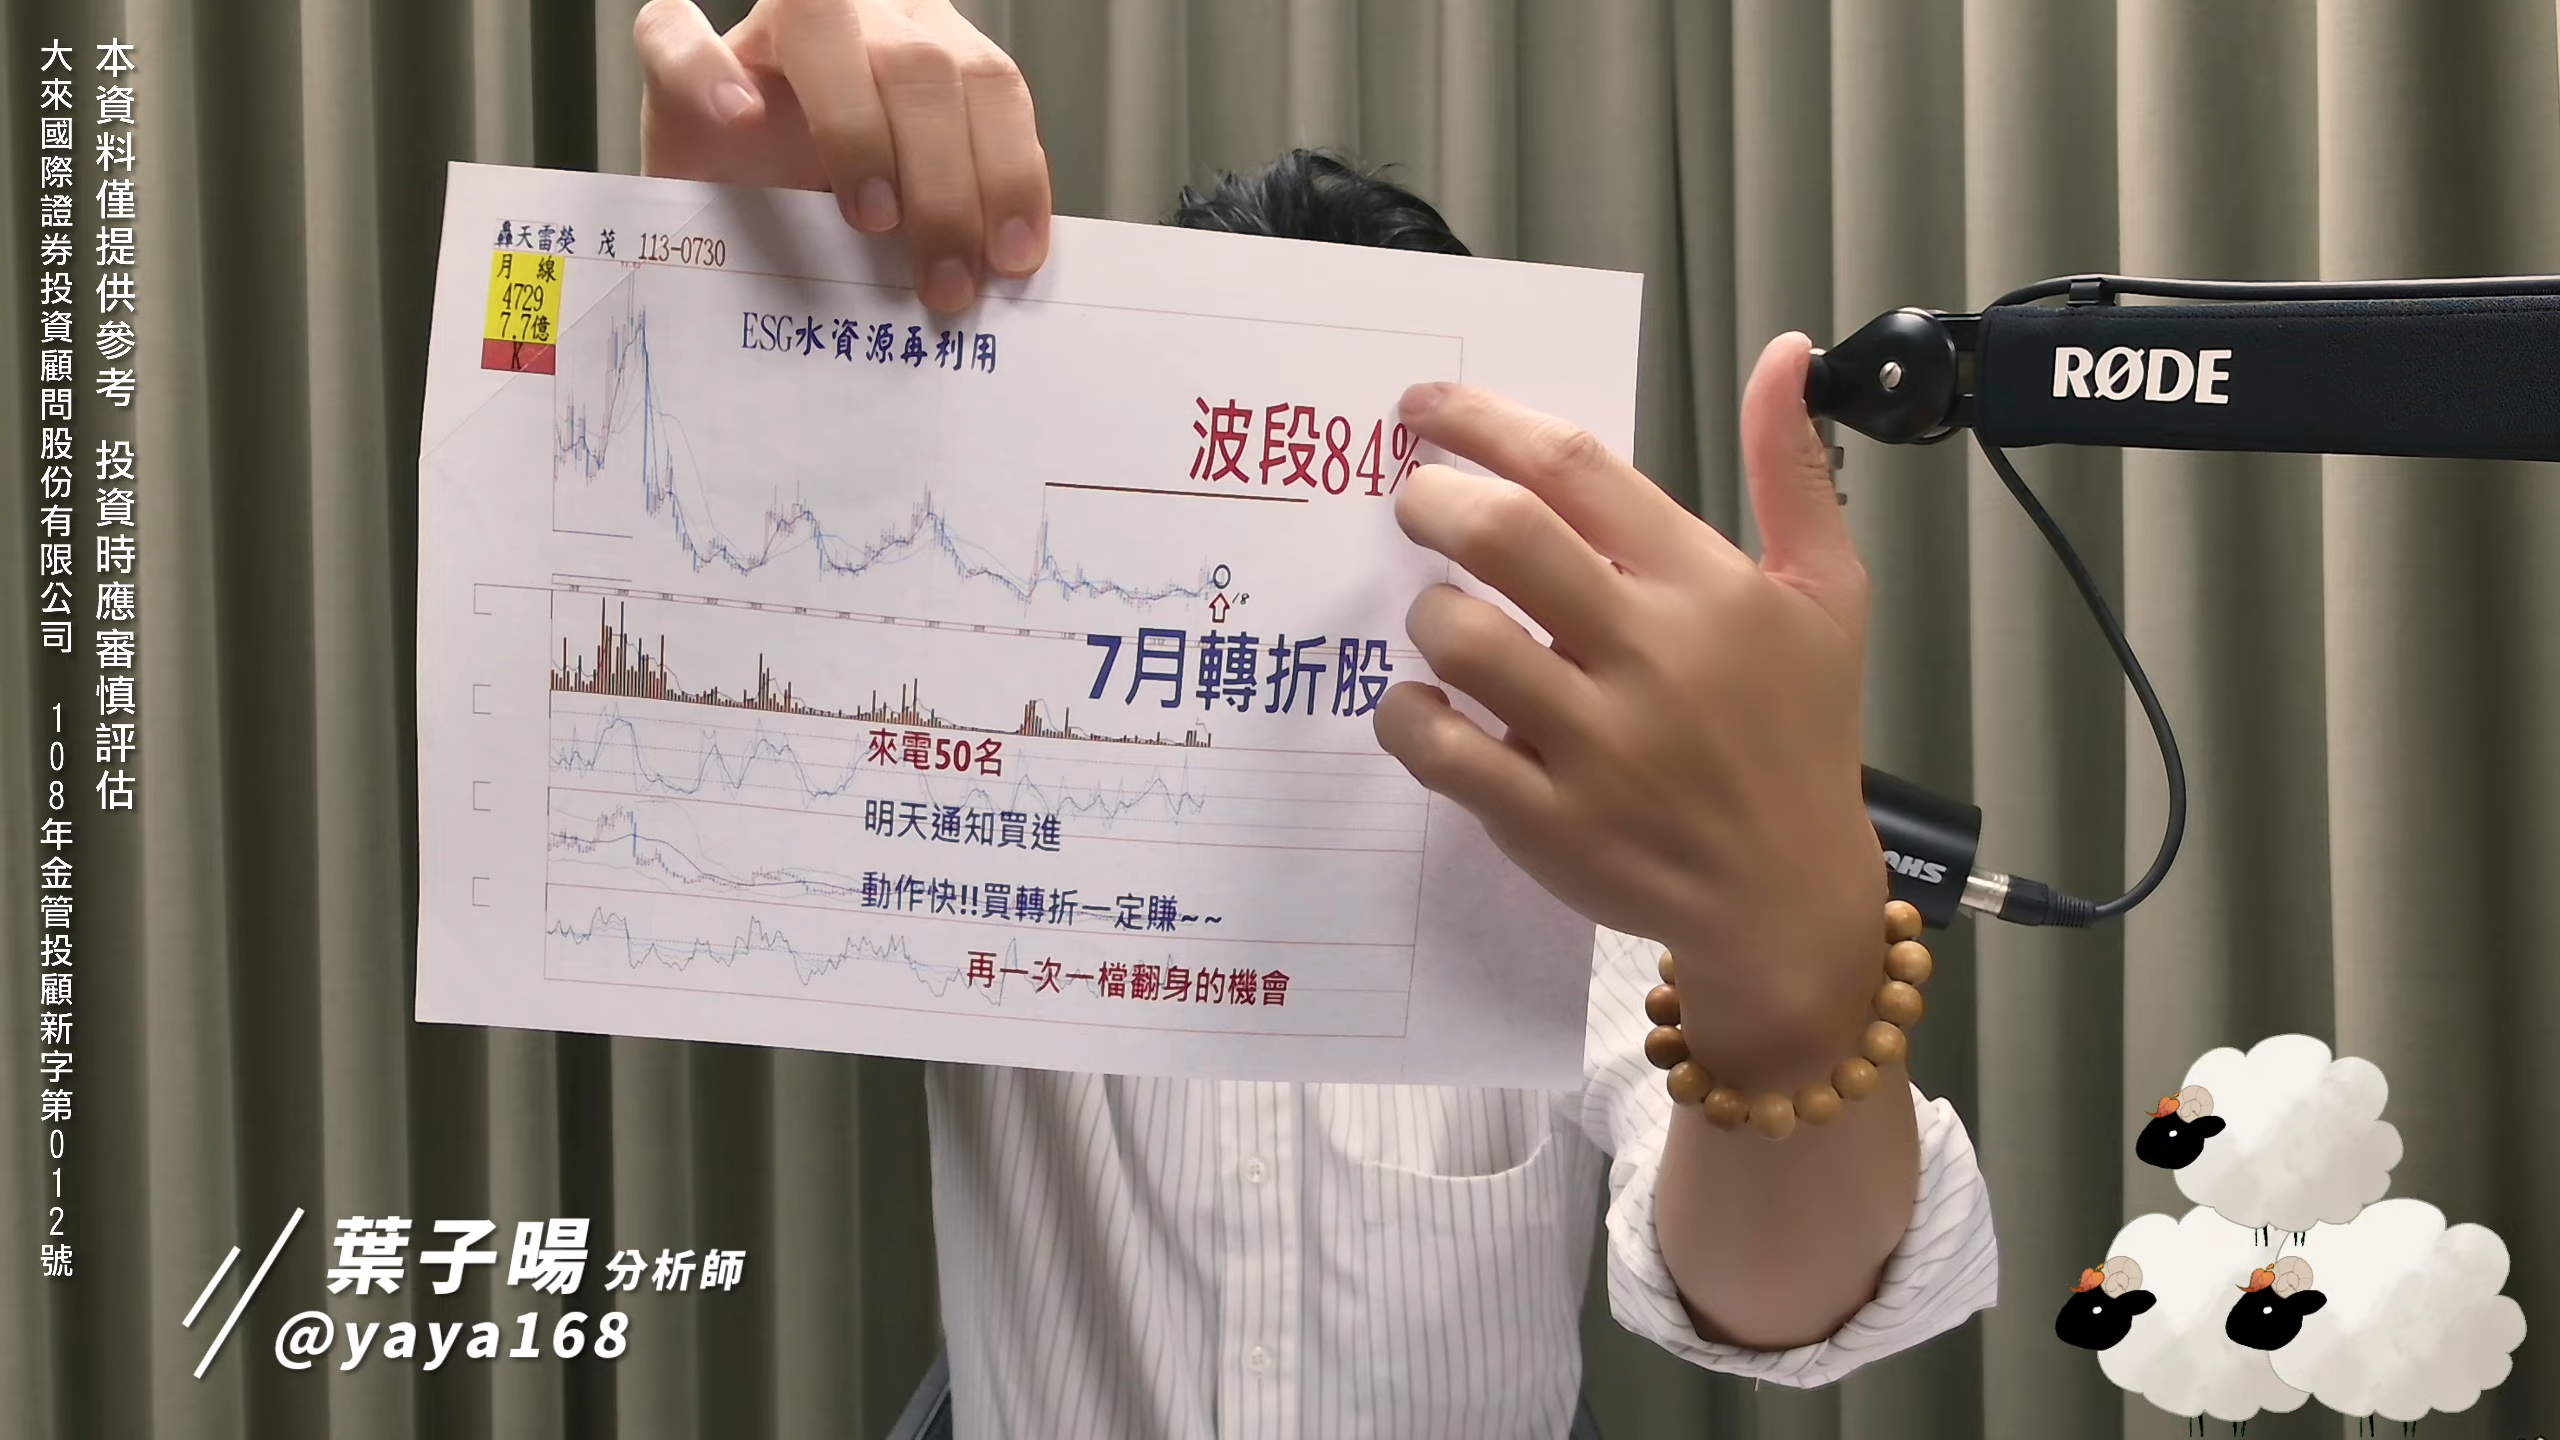 本資料僅提供參考 投資時應審慎評估
大來國際證券投資顧問股份有限公司 108年金管投顧新字第012號
轟天雷熒 茂 113-0730
月 線
4729
7.7億
K
ESG水資源再利用
波段84%
/8
7月轉折股
來電50名
明天通知買進
動作快!!買轉折一定賺~~
再一次一檔翻身的機會
RØDE
葉子暘 分析師
@yaya168